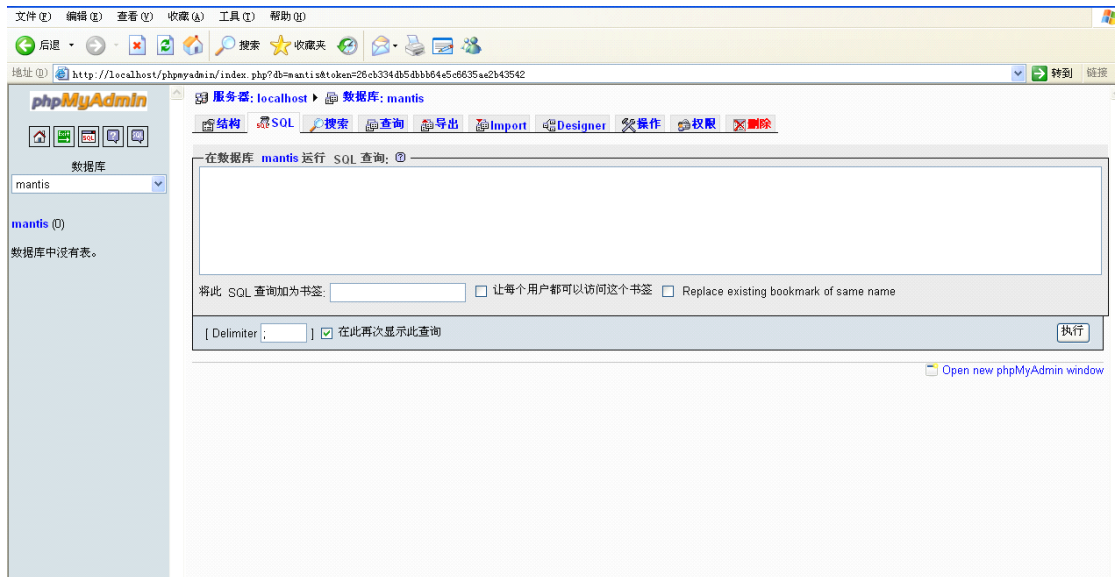 文件(F) 编辑(E) 查看(V) 收藏(A) 工具(T) 帮助(H)
后退 搜索 收藏夹
地址(D) http://localhost/phpmyadmin/index.php?db=mantis&token=26cb334db5dbbb64e5c6635ae2b43542 转到 链接
phpMyAdmin
服务器: localhost 数据库: mantis
结构 SQL 搜索 查询 导出 Import Designer 操作 权限 删除
SQL
数据库
mantis
mantis (0)
数据库中没有表。
在数据库 mantis 运行 SQL 查询:
将此 SQL 查询加为书签: 让每个用户都可以访问这个书签 Replace existing bookmark of same name
[ Delimiter ; ] 在此再次显示此查询 执行
Open new phpMyAdmin window